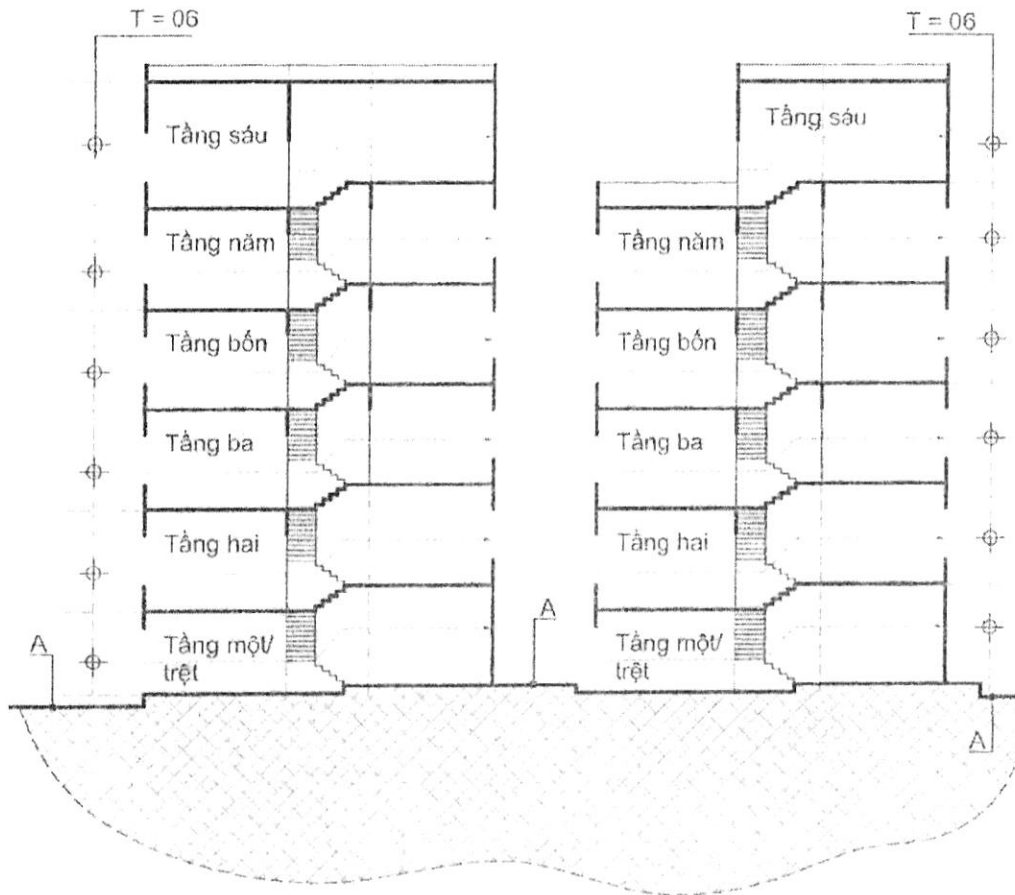 T = 06
T = 06
Tầng sáu
Tầng sáu
Tầng năm
Tầng năm
Tầng bốn
Tầng bốn
Tầng ba
Tầng ba
Tầng hai
Tầng hai
A
Tầng một/
trệt
A
Tầng một/
trệt
A